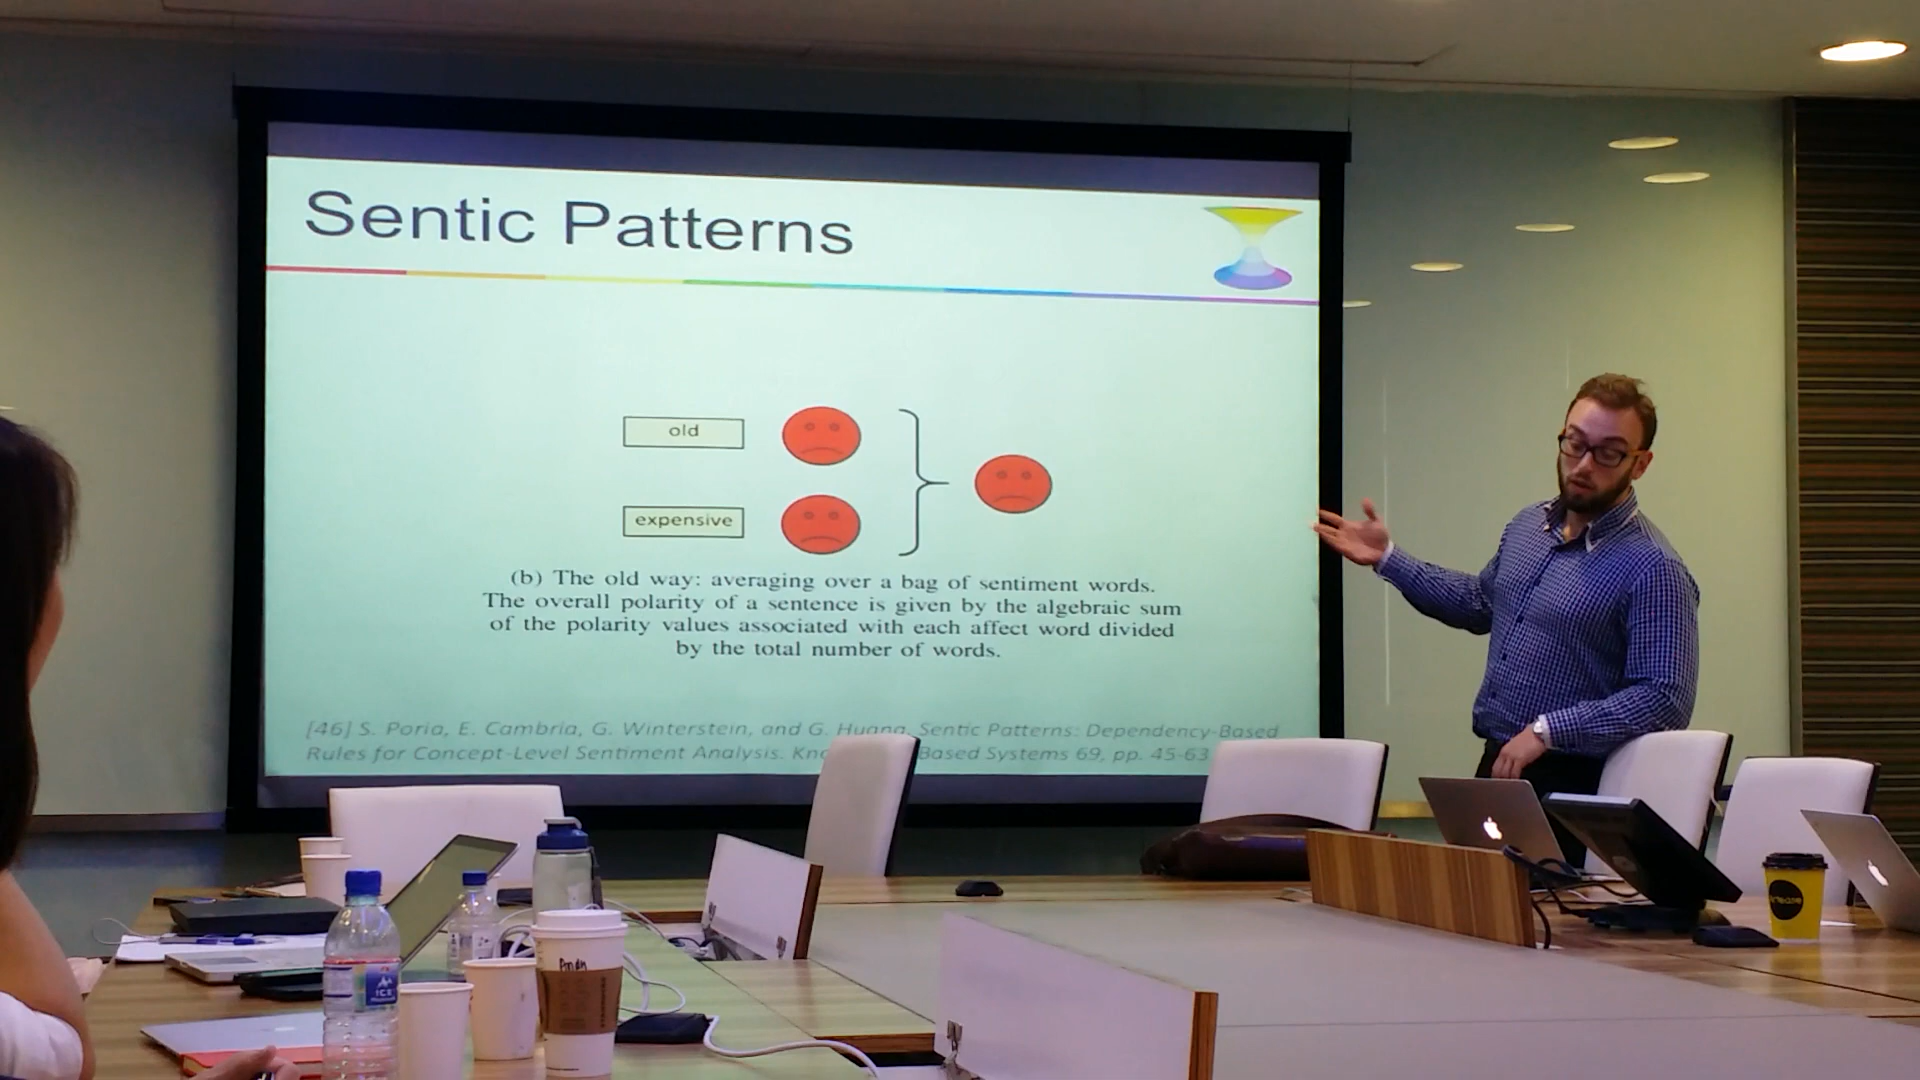 Sentic Patterns
old
expensive
(b) The old way: averaging over a bag of sentiment words.
The overall polarity of a sentence is given by the algebraic sum
of the polarity values associated with each affect word divided
by the total number of words.
[46] S. Poria, E. Cambria, G. Winterstein, and G. Huang. Sentic Patterns: Dependency-Based
Rules for Concept-Level Sentiment Analysis. Based Systems 69, pp. 45-63
ICE
Andy